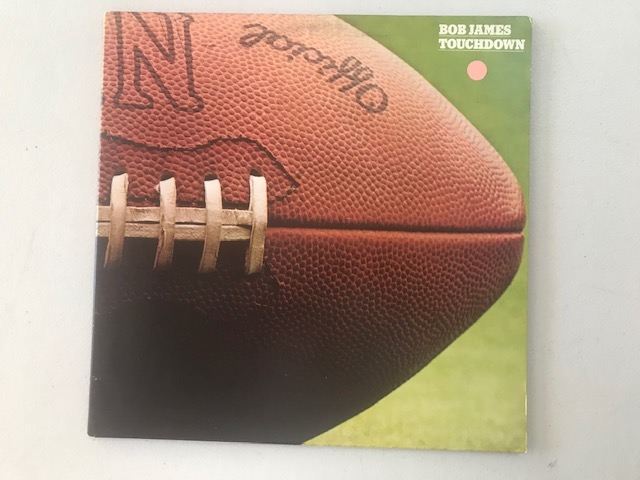 BOB JAMES
TOUCHDOWN
Official
N